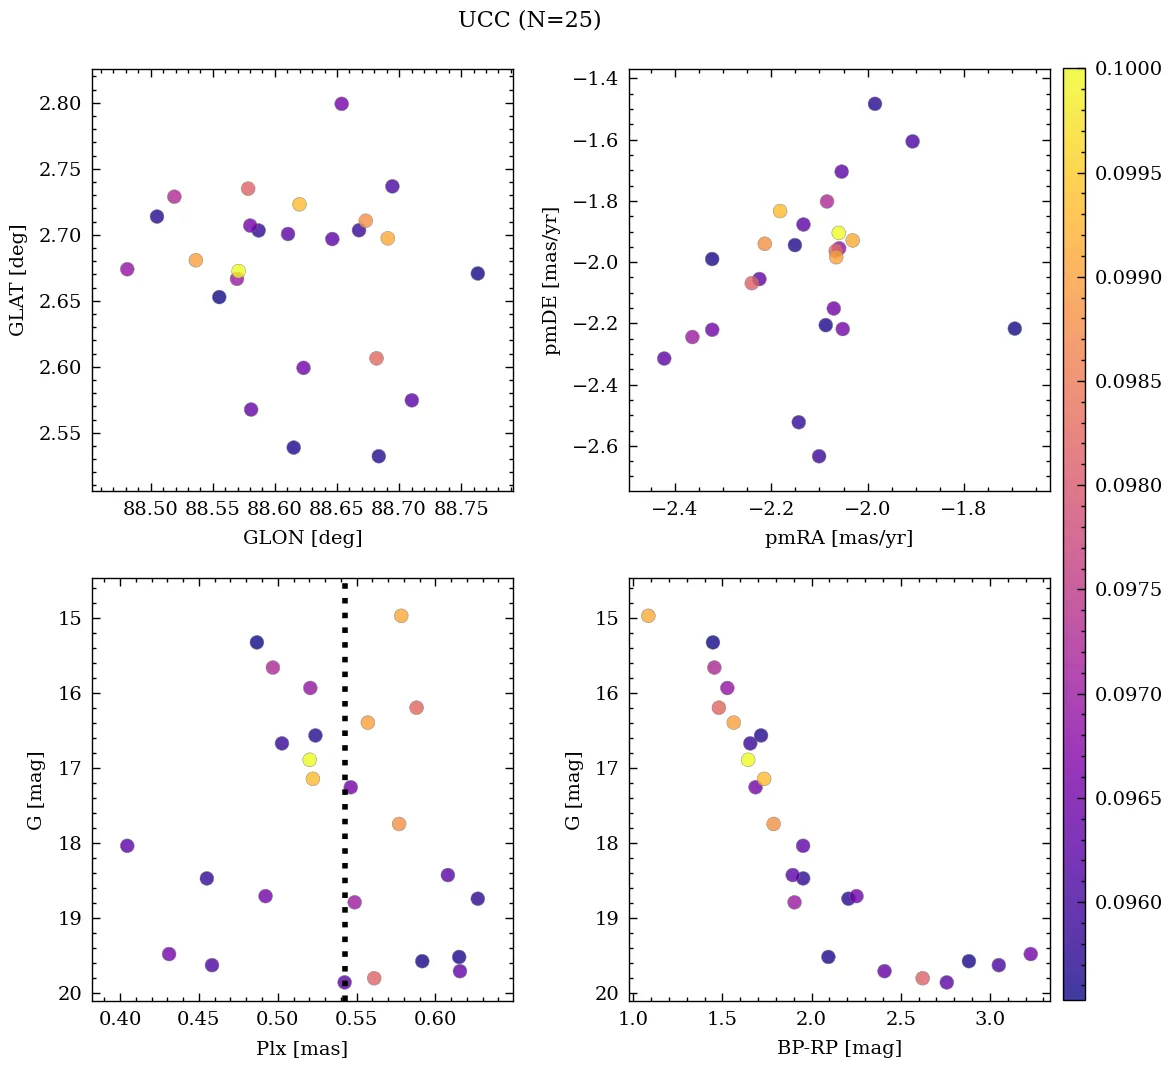 UCC (N=25)
2.80
2.75
2.70
2.65
2.60
2.55
GLAT [deg]
88.50 88.55 88.60 88.65 88.70 88.75
GLON [deg]
−1.4
−1.6
−1.8
−2.0
−2.2
−2.4
−2.6
pmDE [mas/yr]
−2.4 −2.2 −2.0 −1.8
pmRA [mas/yr]
15
16
17
18
19
20
G [mag]
0.40 0.45 0.50 0.55 0.60
Plx [mas]
15
16
17
18
19
20
G [mag]
1.0 1.5 2.0 2.5 3.0
BP-RP [mag]
0.1000
0.0995
0.0990
0.0985
0.0980
0.0975
0.0970
0.0965
0.0960